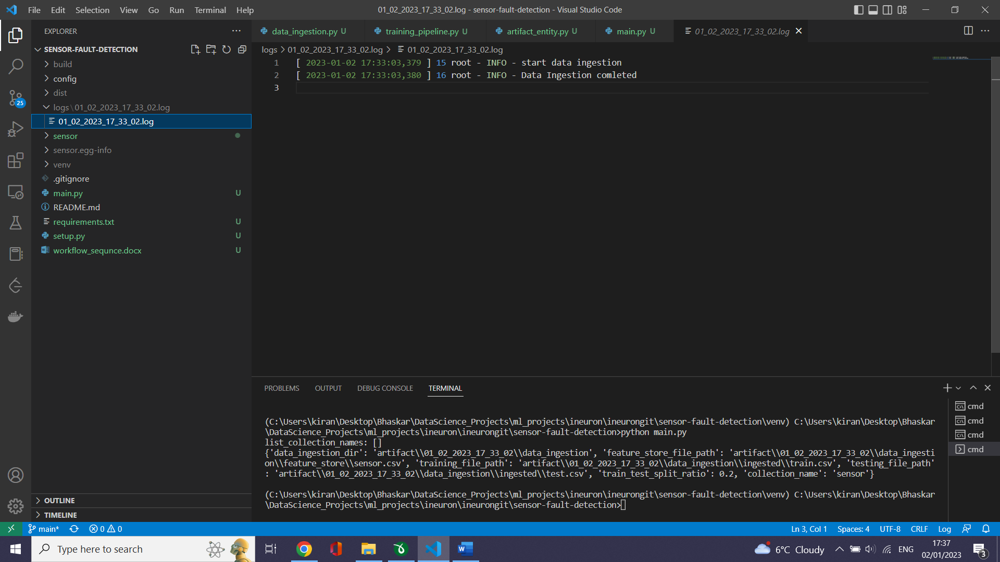 File Edit Selection View Go Run Terminal Help
01_02_2023_17_33_02.log - sensor-fault-detection - Visual Studio Code
EXPLORER
SENSOR-FAULT-DETECTION
build
config
dist
logs\01_02_2023_17_33_02.log
01_02_2023_17_33_02.log
sensor
sensor.egg-info
venv
.gitignore
main.py U
README.md
requirements.txt U
setup.py U
workflow_sequnce.docx U
OUTLINE
TIMELINE
25
data_ingestion.py U training_pipeline.py U artifact_entity.py U main.py U 01_02_2023_17_33_02.log
logs > 01_02_2023_17_33_02.log > 01_02_2023_17_33_02.log
1 [ 2023-01-02 17:33:03,379 ] 15 root - INFO - start data ingestion
2 [ 2023-01-02 17:33:03,380 ] 16 root - INFO - Data Ingestion comleted
3
PROBLEMS OUTPUT DEBUG CONSOLE TERMINAL
(C:\Users\kiran\Desktop\Bhaskar\DataScience_Projects\ml_projects\ineuron\ineurongit\sensor-fault-detection\venv) C:\Users\kiran\Desktop\Bhaskar
\DataScience_Projects\ml_projects\ineuron\ineurongit\sensor-fault-detection>python main.py
list_collection_names: []
{'data_ingestion_dir': 'artifact\\01_02_2023_17_33_02\\data_ingestion', 'feature_store_file_path': 'artifact\\01_02_2023_17_33_02\\data_ingesti
on\\feature_store\\sensor.csv', 'training_file_path': 'artifact\\01_02_2023_17_33_02\\data_ingestion\\ingested\\train.csv', 'testing_file_path'
: 'artifact\\01_02_2023_17_33_02\\data_ingestion\\ingested\\test.csv', 'train_test_split_ratio': 0.2, 'collection_name': 'sensor'}
(C:\Users\kiran\Desktop\Bhaskar\DataScience_Projects\ml_projects\ineuron\ineurongit\sensor-fault-detection\venv) C:\Users\kiran\Desktop\Bhaskar
\DataScience_Projects\ml_projects\ineuron\ineurongit\sensor-fault-detection>
cmd
cmd
cmd
cmd
main* 0 0 Ln 3, Col 1 Spaces: 4 UTF-8 CRLF Log
Type here to search
6°C Cloudy ENG
17:37
02/01/2023
3